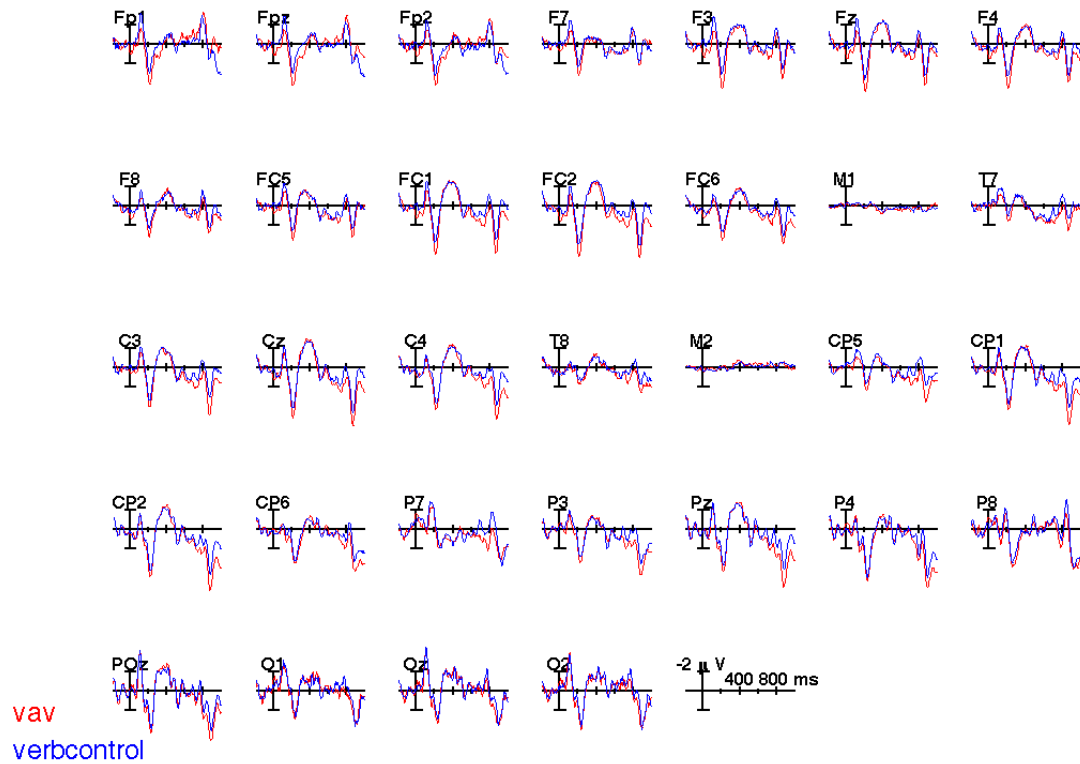 Fp1 Fpz Fp2 F7 F3 Fz F4
F8 FC5 FC1 FC2 FC6 M1 T7
C3 Cz C4 T8 M2 CP5 CP1
CP2 CP6 P7 P3 Pz P4 P8
POz O1 Oz O2 -2 µ V
400 800 ms
vav
verbcontrol